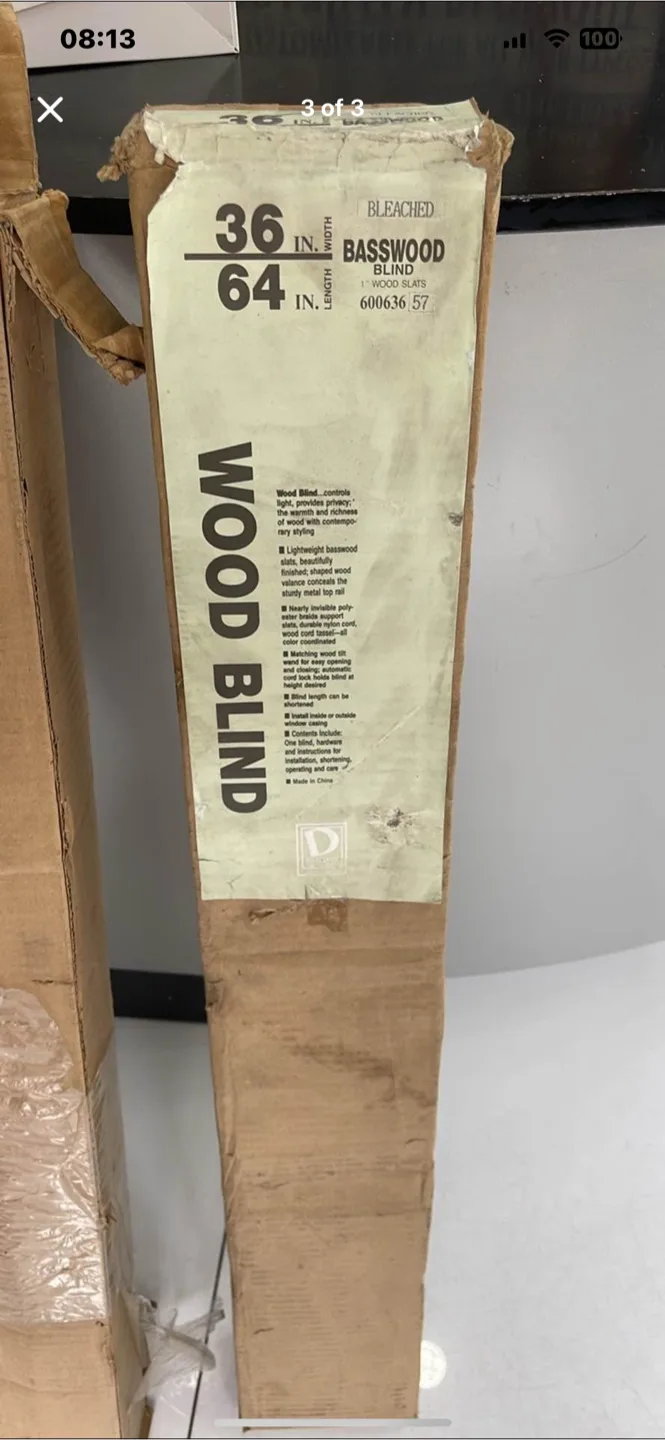 08:13
100
3 of 3
36 IN. WIDTH
64 IN. LENGTH
BLEACHED
BASSWOOD
BLIND
1" WOOD SLATS
600636 57
WOOD BLIND
Wood Blind...controls
light, provides privacy;
the warmth and richness
of wood with contempo-
rary styling
■ Lightweight basswood
slats, beautifully
finished; shaped wood
valance conceals the
sturdy metal top rail
■ Nearly invisible poly-
ester braids support
slats, durable nylon cord,
wood cord tassel—all
color coordinated
■ Matching wood tilt
wand for easy opening
and closing; automatic
cord lock holds blind at
height desired
■ Blind length can be
shortened
■ Install inside or outside
window casing
■ Contents Include:
One blind, hardware
and instructions for
installation, shortening,
operating and care
■ Made in China
D